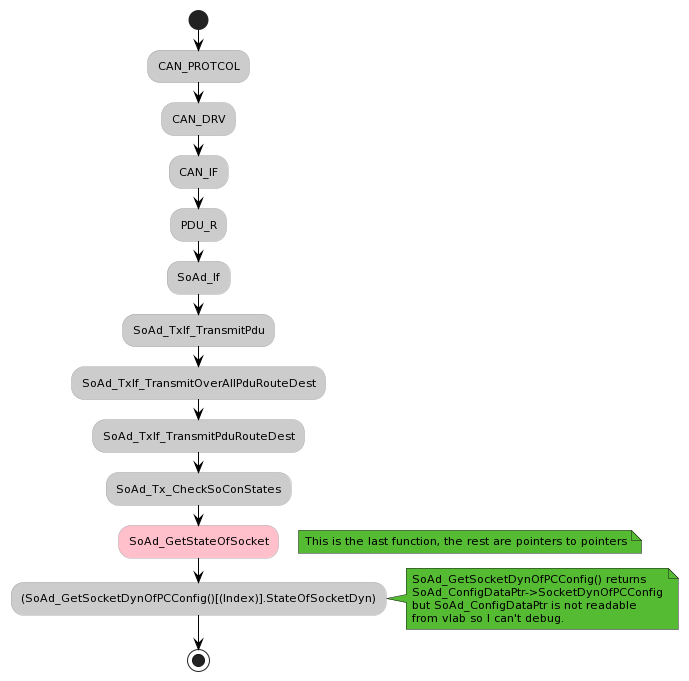 CAN_PROTCOL
CAN_DRV
CAN_IF
PDU_R
SoAd_If
SoAd_TxIf_TransmitPdu
SoAd_TxIf_TransmitOverAllPduRouteDest
SoAd_TxIf_TransmitPduRouteDest
SoAd_Tx_CheckSoConStates
SoAd_GetStateOfSocket
This is the last function, the rest are pointers to pointers
(SoAd_GetSocketDynOfPCConfig()[(Index)].StateOfSocketDyn)
SoAd_GetSocketDynOfPCConfig() returns
SoAd_ConfigDataPtr->SocketDynOfPCConfig
but SoAd_ConfigDataPtr is not readable
from vlab so I can't debug.